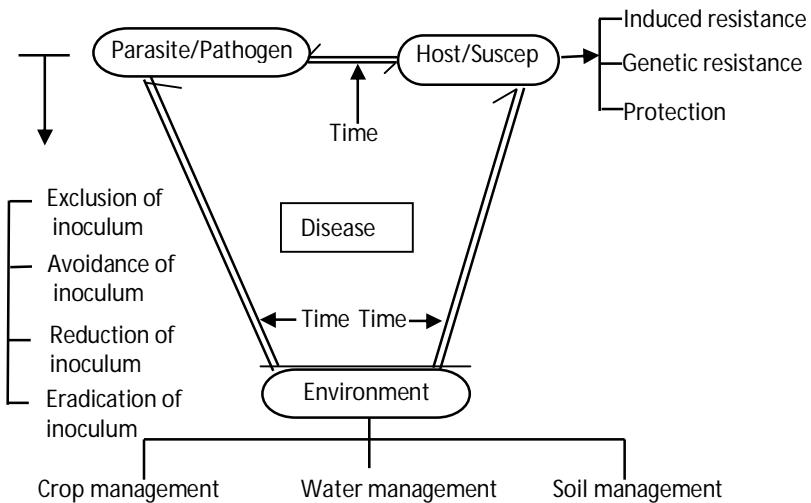 Parasite/Pathogen
Host/Suscep
Induced resistance
Genetic resistance
Protection
Time
Exclusion of
inoculum
Avoidance of
inoculum
Reduction of
inoculum
Eradication of
inoculum
Disease
Time Time
Environment
Crop management
Water management
Soil management